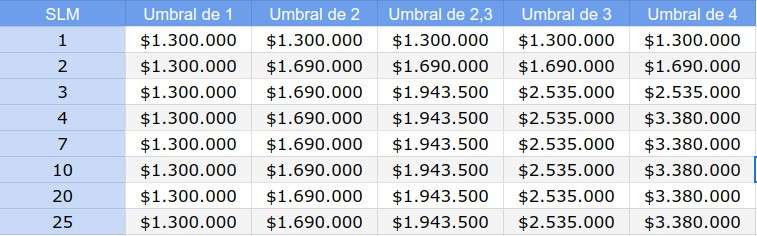 SLM Umbral de 1 Umbral de 2 Umbral de 2,3 Umbral de 3 Umbral de 4
1 $1.300.000 $1.300.000 $1.300.000 $1.300.000 $1.300.000
2 $1.300.000 $1.690.000 $1.690.000 $1.690.000 $1.690.000
3 $1.300.000 $1.690.000 $1.943.500 $2.535.000 $2.535.000
4 $1.300.000 $1.690.000 $1.943.500 $2.535.000 $3.380.000
7 $1.300.000 $1.690.000 $1.943.500 $2.535.000 $3.380.000
10 $1.300.000 $1.690.000 $1.943.500 $2.535.000 $3.380.000
20 $1.300.000 $1.690.000 $1.943.500 $2.535.000 $3.380.000
25 $1.300.000 $1.690.000 $1.943.500 $2.535.000 $3.380.000